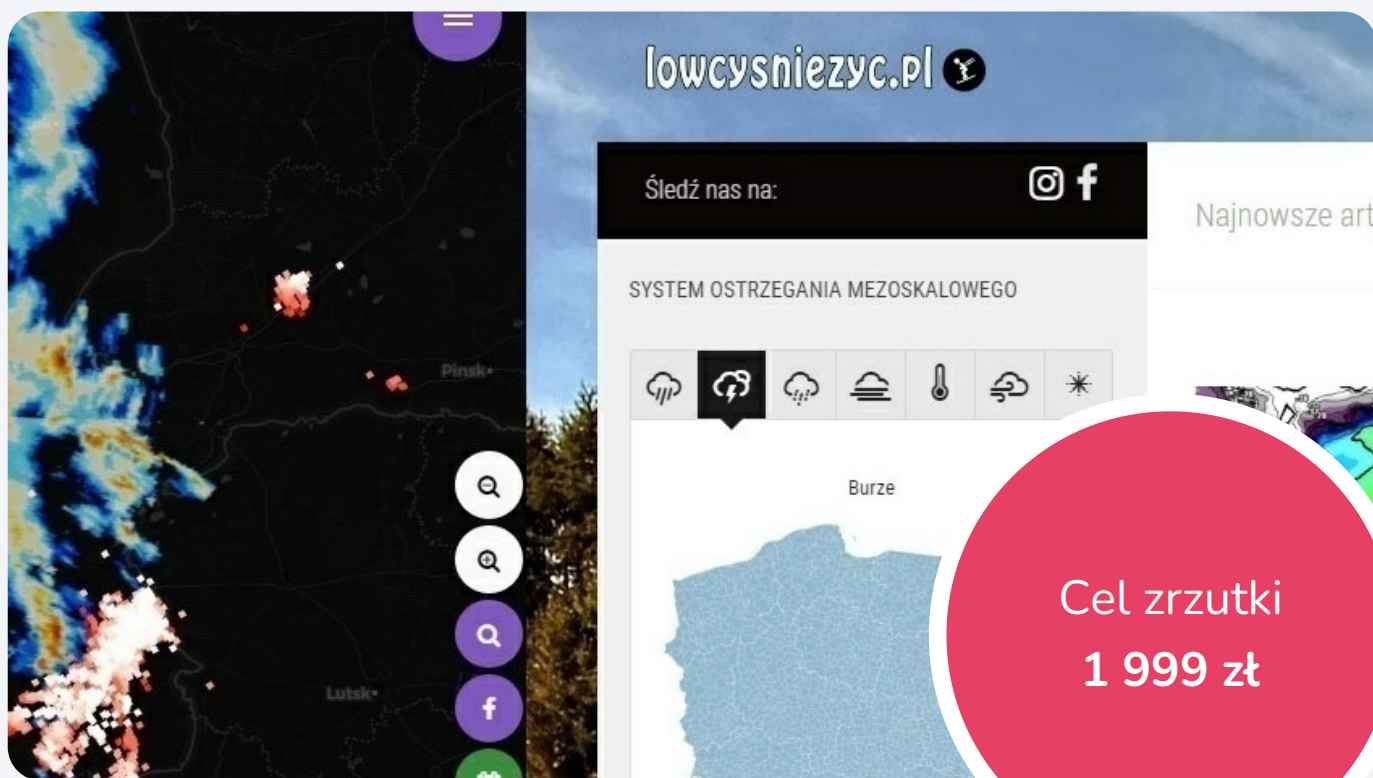 lowcysniezyc.pl
Śledź nas na:
Najnowsze art
SYSTEM OSTRZEGANIA MEZOSKALOWEGO
Pinsk
Burze
Lutsk
Cel zrzutki
1 999 zł